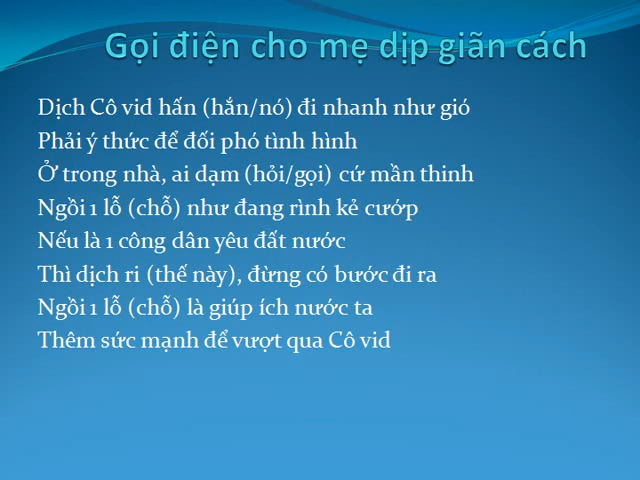 Gọi điện cho mẹ dịp giãn cách
Dịch Cô vid hấn (hắn/nó) đi nhanh như gió
Phải ý thức để đối phó tình hình
Ở trong nhà, ai dạm (hỏi/gọi) cứ mần thinh
Ngồi 1 lỗ (chỗ) như đang rình kẻ cướp
Nếu là 1 công dân yêu đất nước
Thì dịch ri (thế này), đừng có bước đi ra
Ngồi 1 lỗ (chỗ) là giúp ích nước ta
Thêm sức mạnh để vượt qua Cô vid